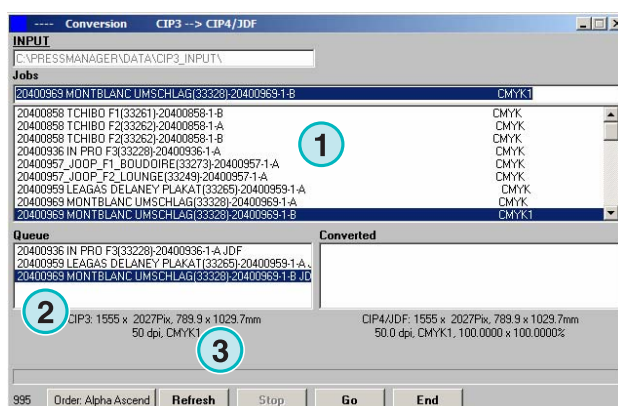 ---- Conversion CIP3 --> CIP4/JDF
INPUT
C:\PRESSMANAGER\DATA\CIP3_INPUT\
Jobs
20400969 MONTBLANC UMSCHLAG(33328)-20400969-1-B CMYK1
20400858 TCHIBO F1(33261)-20400858-1-B CMYK
20400858 TCHIBO F2(33262)-20400858-1-A CMYK
20400858 TCHIBO F2(33262)-20400858-1-B CMYK
20400936 IN PRO F3(33228)-20400936-1-A CMYK
20400957_JOOP_F1_BOUDOIRE(33273)-20400957-1-A CMYK
20400957_JOOP_F2_LOUNGE(33249)-20400957-1-A CMYK
20400959 LEAGAS DELANEY PLAKAT(33265)-20400959-1-A CMYK
20400969 MONTBLANC UMSCHLAG(33328)-20400969-1-A CMYK
20400969 MONTBLANC UMSCHLAG(33328)-20400969-1-B CMYK1
1
Queue Converted
20400936 IN PRO F3(33228)-20400936-1-A JDF
20400959 LEAGAS DELANEY PLAKAT(33265)-20400959-1-A J
20400969 MONTBLANC UMSCHLAG(33328)-20400969-1-B JD
2
CIP3: 1555 x 2027Pix, 789.9 x 1029.7mm CIP4/JDF: 1555 x 2027Pix, 789.9 x 1029.7mm
50 dpi, CMYK1 50.0 dpi, CMYK1, 100.0000 x 100.0000%
3
995 Order: Alpha Ascend Refresh Stop Go End